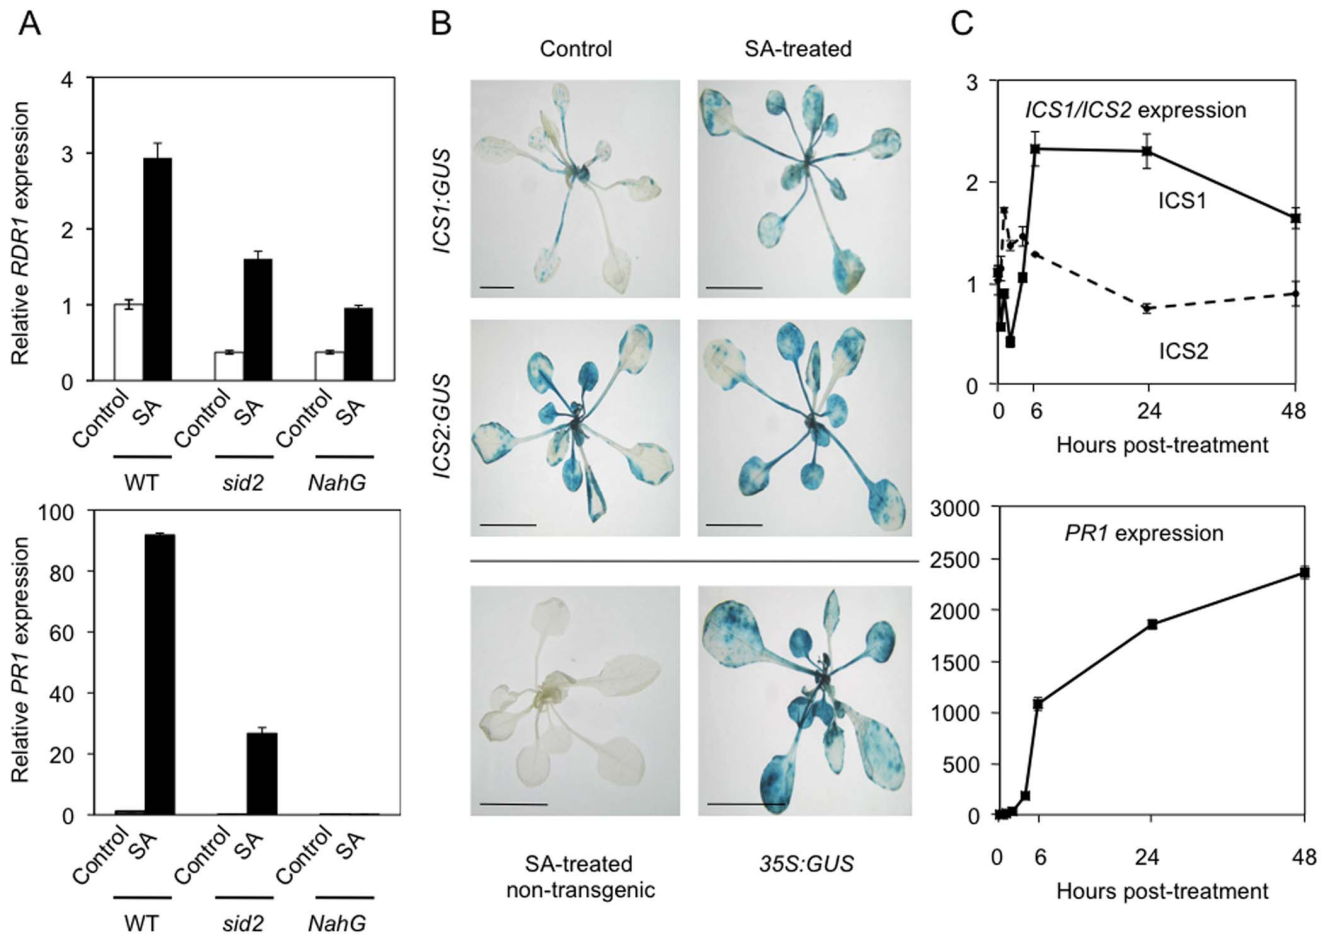 A
Relative RDR1 expression
4
3
2
1
0
Control
SA
Control
SA
Control
SA
WT
sid2
NahG
Relative PR1 expression
100
80
60
40
20
0
Control
SA
Control
SA
Control
SA
WT
sid2
NahG
B
Control
SA-treated
ICS1:GUS
ICS2:GUS
SA-treated
non-transgenic
35S:GUS
C
3
2
1
0
ICS1/ICS2 expression
ICS1
ICS2
0 6 24 48
Hours post-treatment
3000
2500
2000
1500
1000
500
0
PR1 expression
0 6 24 48
Hours post-treatment